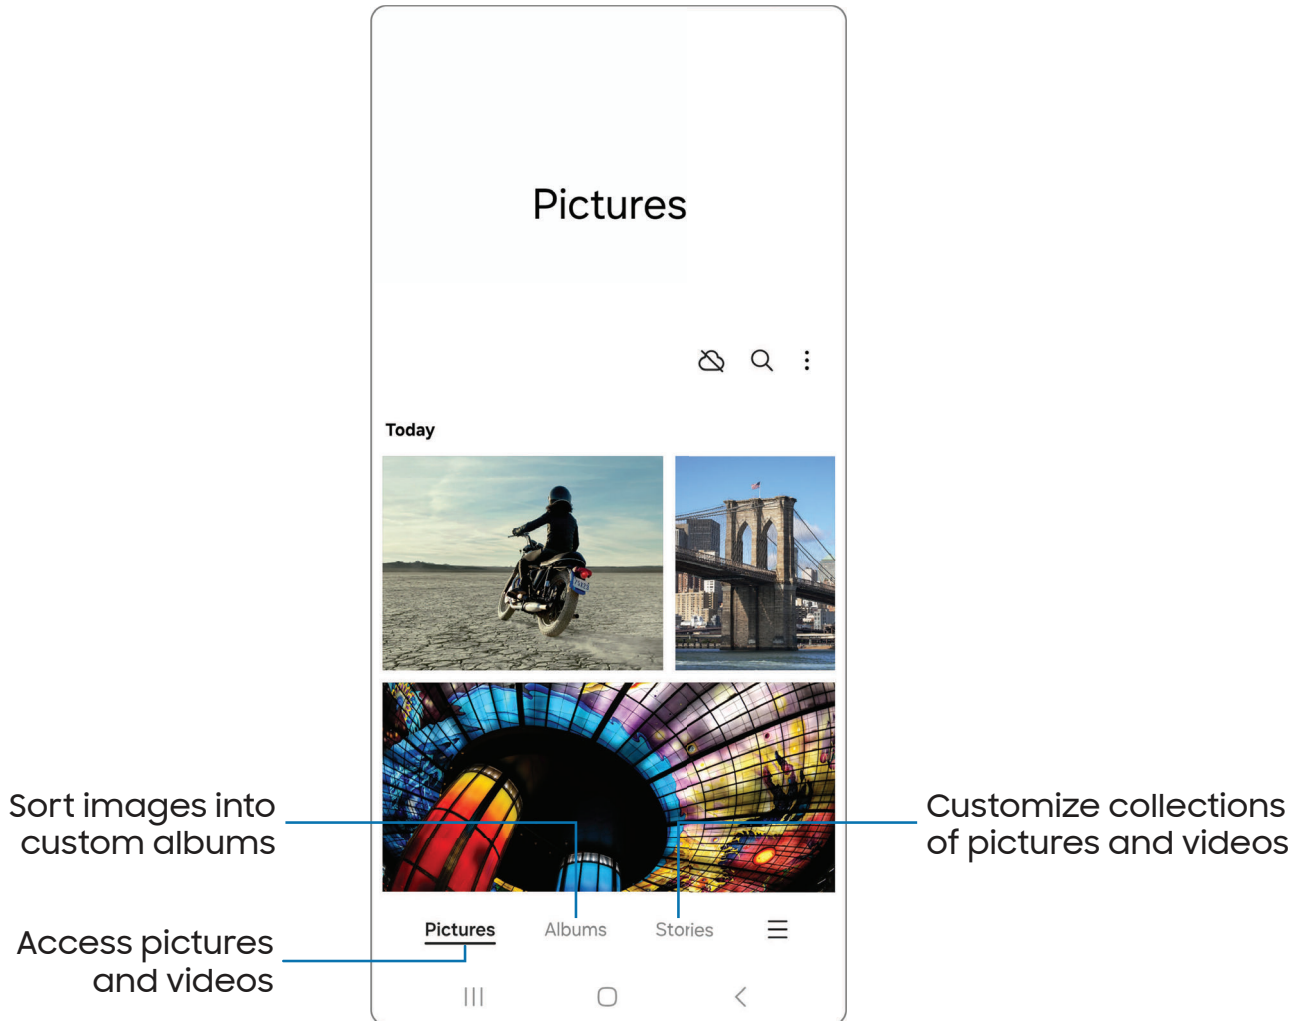 Pictures
Today
Sort images into
custom albums
Customize collections
of pictures and videos
Pictures
Albums
Stories
Access pictures
and videos